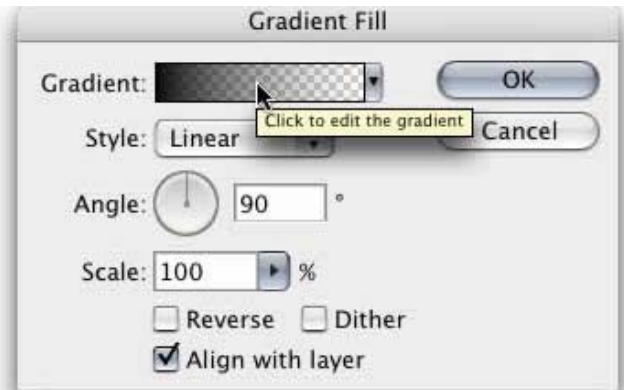 Gradient Fill
Gradient: OK
Click to edit the gradient
Style: Linear Cancel
Angle: 90 °
Scale: 100 %
Reverse Dither
Align with layer